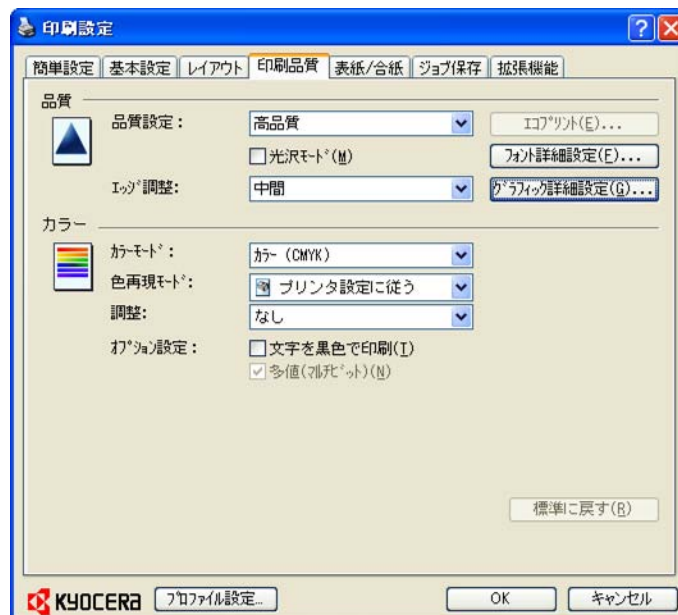 印刷設定
簡単設定 基本設定 レイアウト 印刷品質 表紙/合紙 ジョブ保存 拡張機能
品質
品質設定: 高品質 エコプリント(E)...
光沢モード(M) フォント詳細設定(F)...
エッジ調整: 中間 グラフィック詳細設定(G)...
カラー
カラーモード: カラー (CMYK)
色再現モード: プリンタ設定に従う
調整: なし
オプション設定: 文字を黒色で印刷(I)
多値(マルチビット)(N)
標準に戻す(R)
KYOCERA プロファイル設定... OK キャンセル